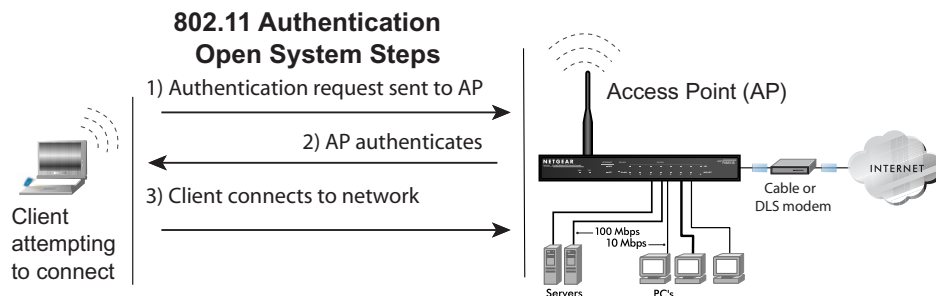 802.11 Authentication
Open System Steps
1) Authentication request sent to AP
2) AP authenticates
3) Client connects to network
Client
attempting
to connect
Access Point (AP)
NETGEAR
Cable or
DLS modem
INTERNET
100 Mbps
10 Mbps
Servers
PC's